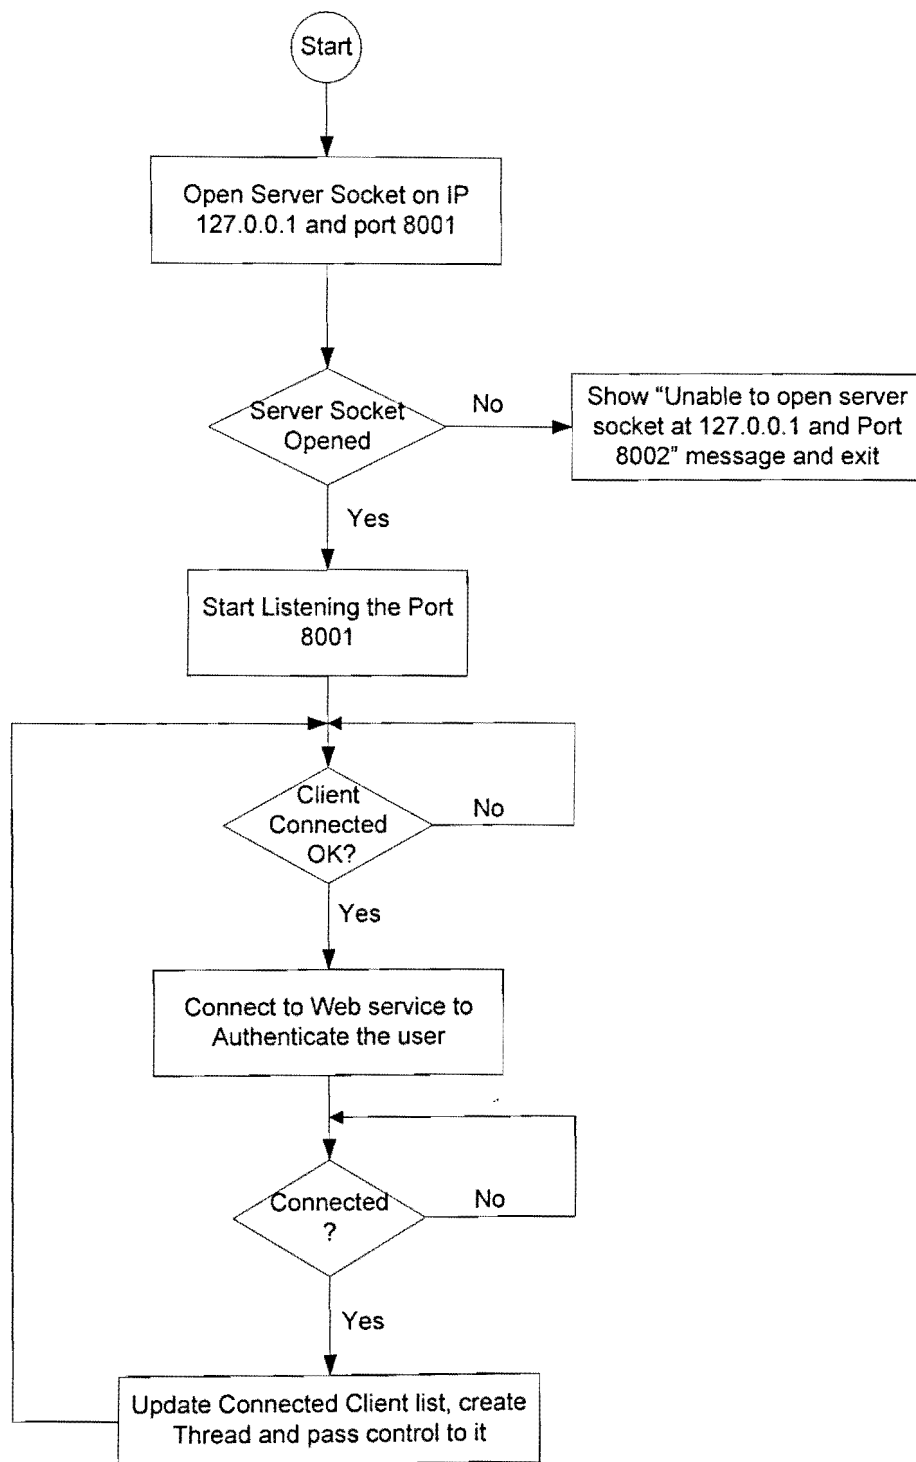 Start
Open Server Socket on IP
127.0.0.1 and port 8001
Server Socket
Opened
No
Show “Unable to open server
socket at 127.0.0.1 and Port
8002” message and exit
Yes
Start Listening the Port
8001
Client
Connected
OK?
No
Yes
Connect to Web service to
Authenticate the user
Connected
?
No
Yes
Update Connected Client list, create
Thread and pass control to it